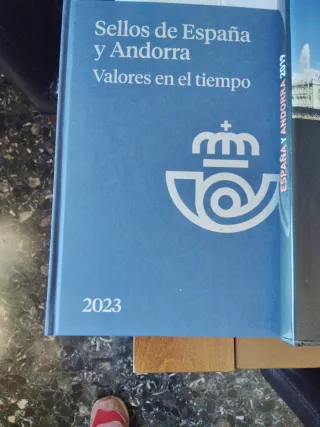 Sellos de España
y Andorra
Valores en el tiempo
2023
ESPAÑA Y ANDORRA 2019